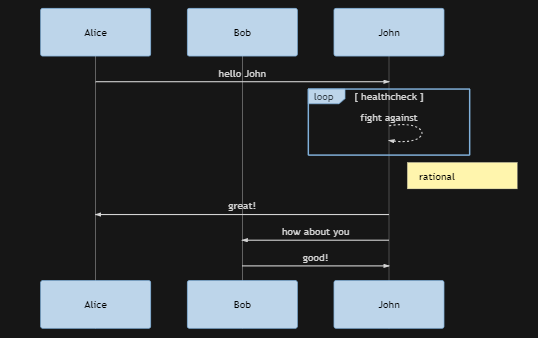 Alice
Bob
John
hello John
loop
[ healthcheck ]
fight against
rational
great!
how about you
good!
Alice
Bob
John